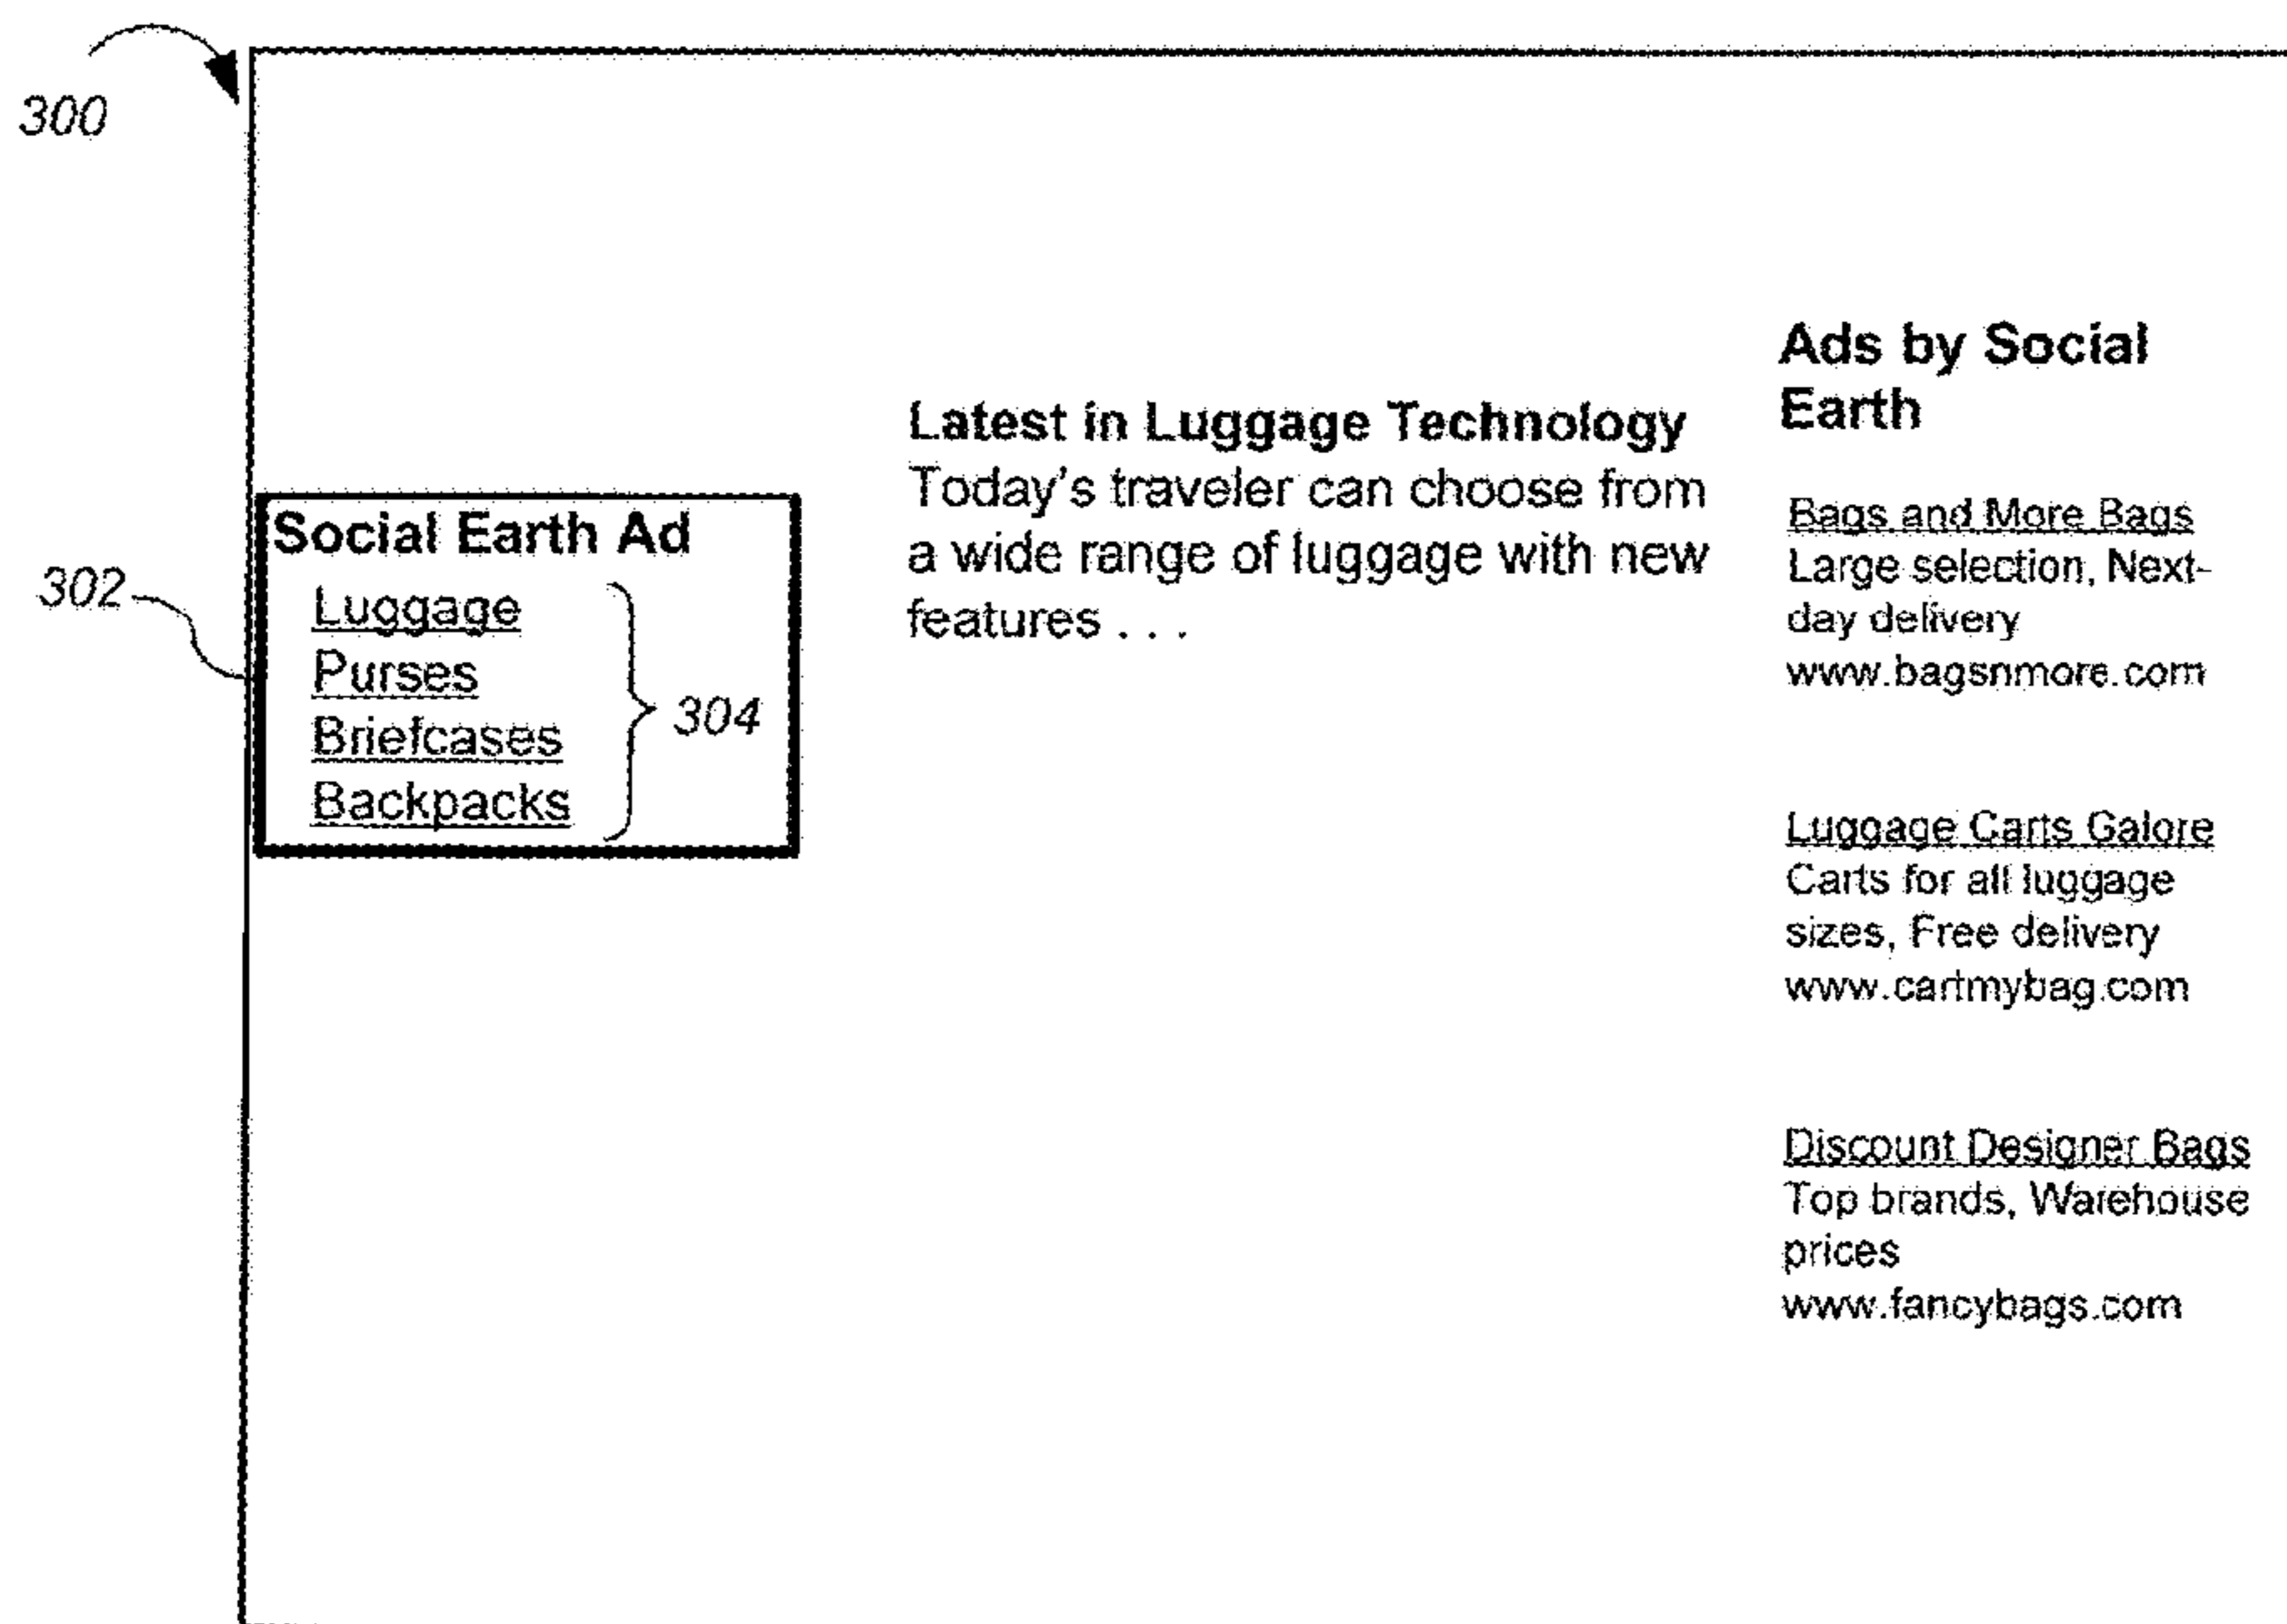 300
302
Social Earth Ad
Luggage
Purses
Briefcases
Backpacks
304
Latest in Luggage Technology
Today's traveler can choose from
a wide range of luggage with new
features . . .
Ads by Social
Earth
Bags and More Bags
Large selection, Next-
day delivery
www.bagsnmore.com
Luggage Carts Galore
Carts for all luggage
sizes, Free delivery
www.cartmybag.com
Discount Designer Bags
Top brands, Warehouse
prices
www.fancybags.com